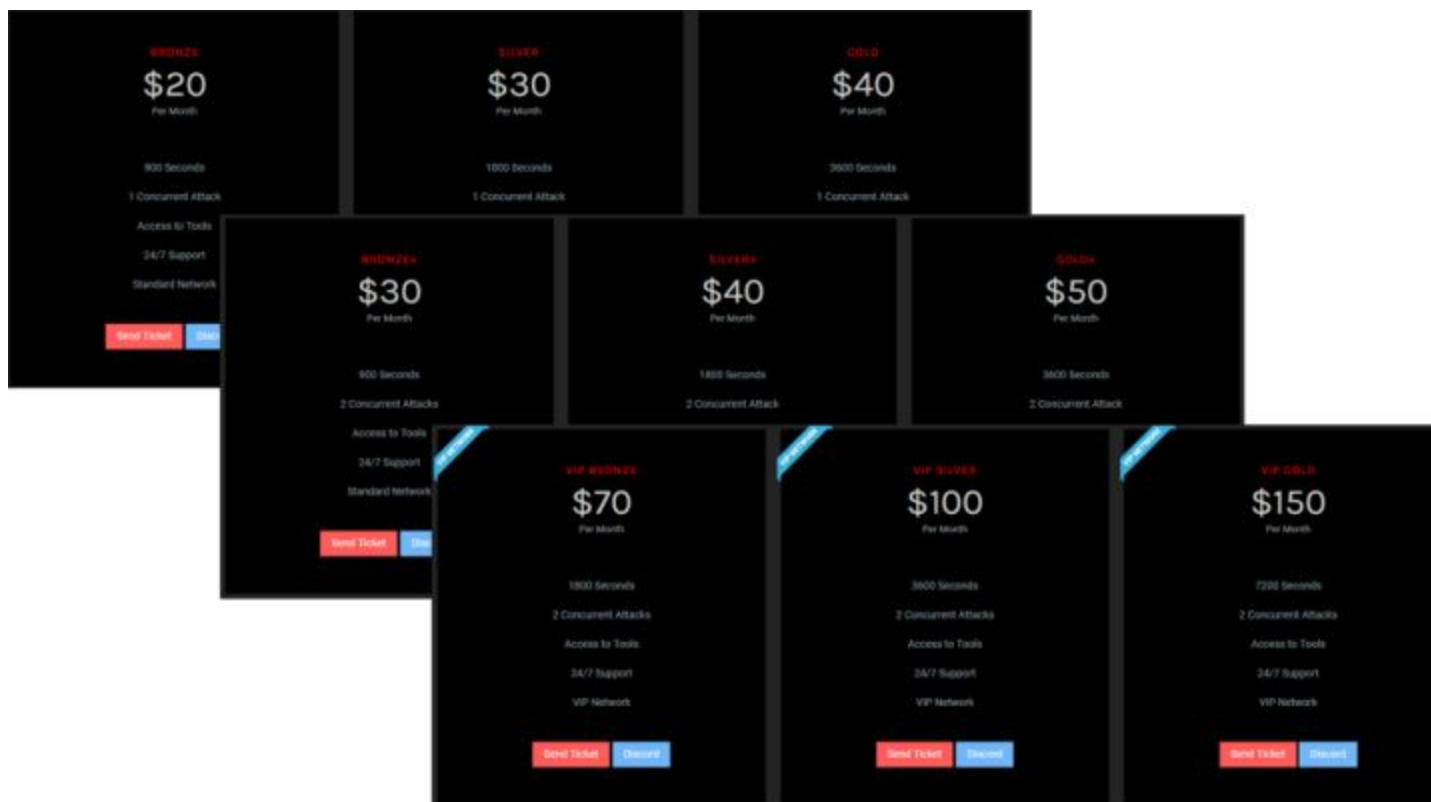 BRONZE
$20
Per Month
900 Seconds
1 Concurrent Attack
Access to Tools
24/7 Support
Standard Network
Send Ticket
SILVER
$30
Per Month
1800 Seconds
1 Concurrent Attack
GOLD
$40
Per Month
3600 Seconds
1 Concurrent Attack
BRONZE+
$30
Per Month
900 Seconds
2 Concurrent Attacks
Access to Tools
24/7 Support
Standard Network
Send Ticket
SILVER+
$40
Per Month
1800 Seconds
2 Concurrent Attack
GOLD+
$50
Per Month
3600 Seconds
2 Concurrent Attack
VIP NETWORK
VIP BRONZE
$70
Per Month
1800 Seconds
2 Concurrent Attacks
Access to Tools
24/7 Support
VIP Network
Send Ticket Discord
VIP NETWORK
VIP SILVER
$100
Per Month
3600 Seconds
2 Concurrent Attacks
Access to Tools
24/7 Support
VIP Network
Send Ticket Discord
VIP NETWORK
VIP GOLD
$150
Per Month
7200 Seconds
2 Concurrent Attacks
Access to Tools
24/7 Support
VIP Network
Send Ticket Discord